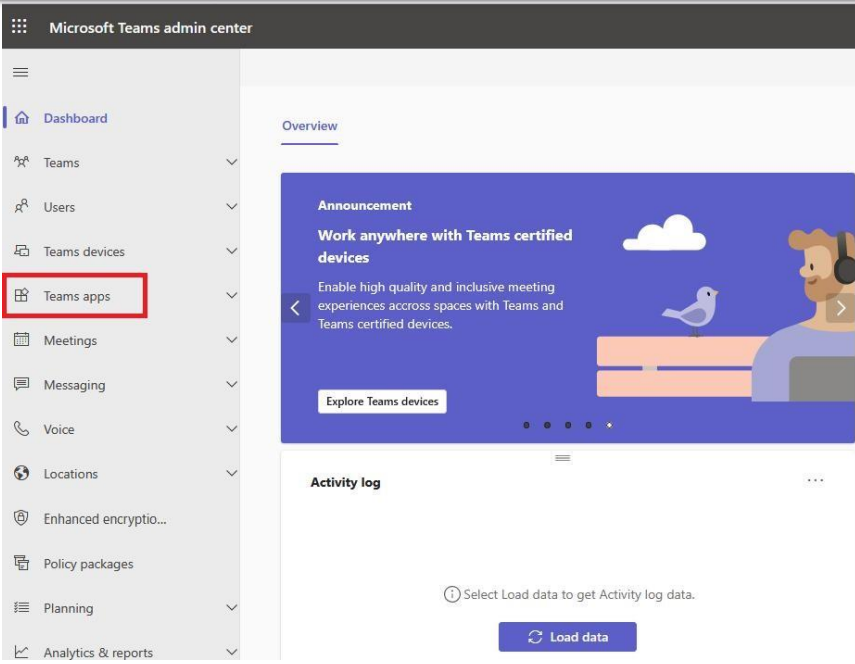 Microsoft Teams admin center
Dashboard
Teams
Users
Teams devices
Teams apps
Meetings
Messaging
Voice
Locations
Enhanced encryptio...
Policy packages
Planning
Analytics & reports
Overview
Announcement
Work anywhere with Teams certified
devices
Enable high quality and inclusive meeting
experiences accross spaces with Teams and
Teams certified devices.
Explore Teams devices
Activity log
Select Load data to get Activity log data.
Load data